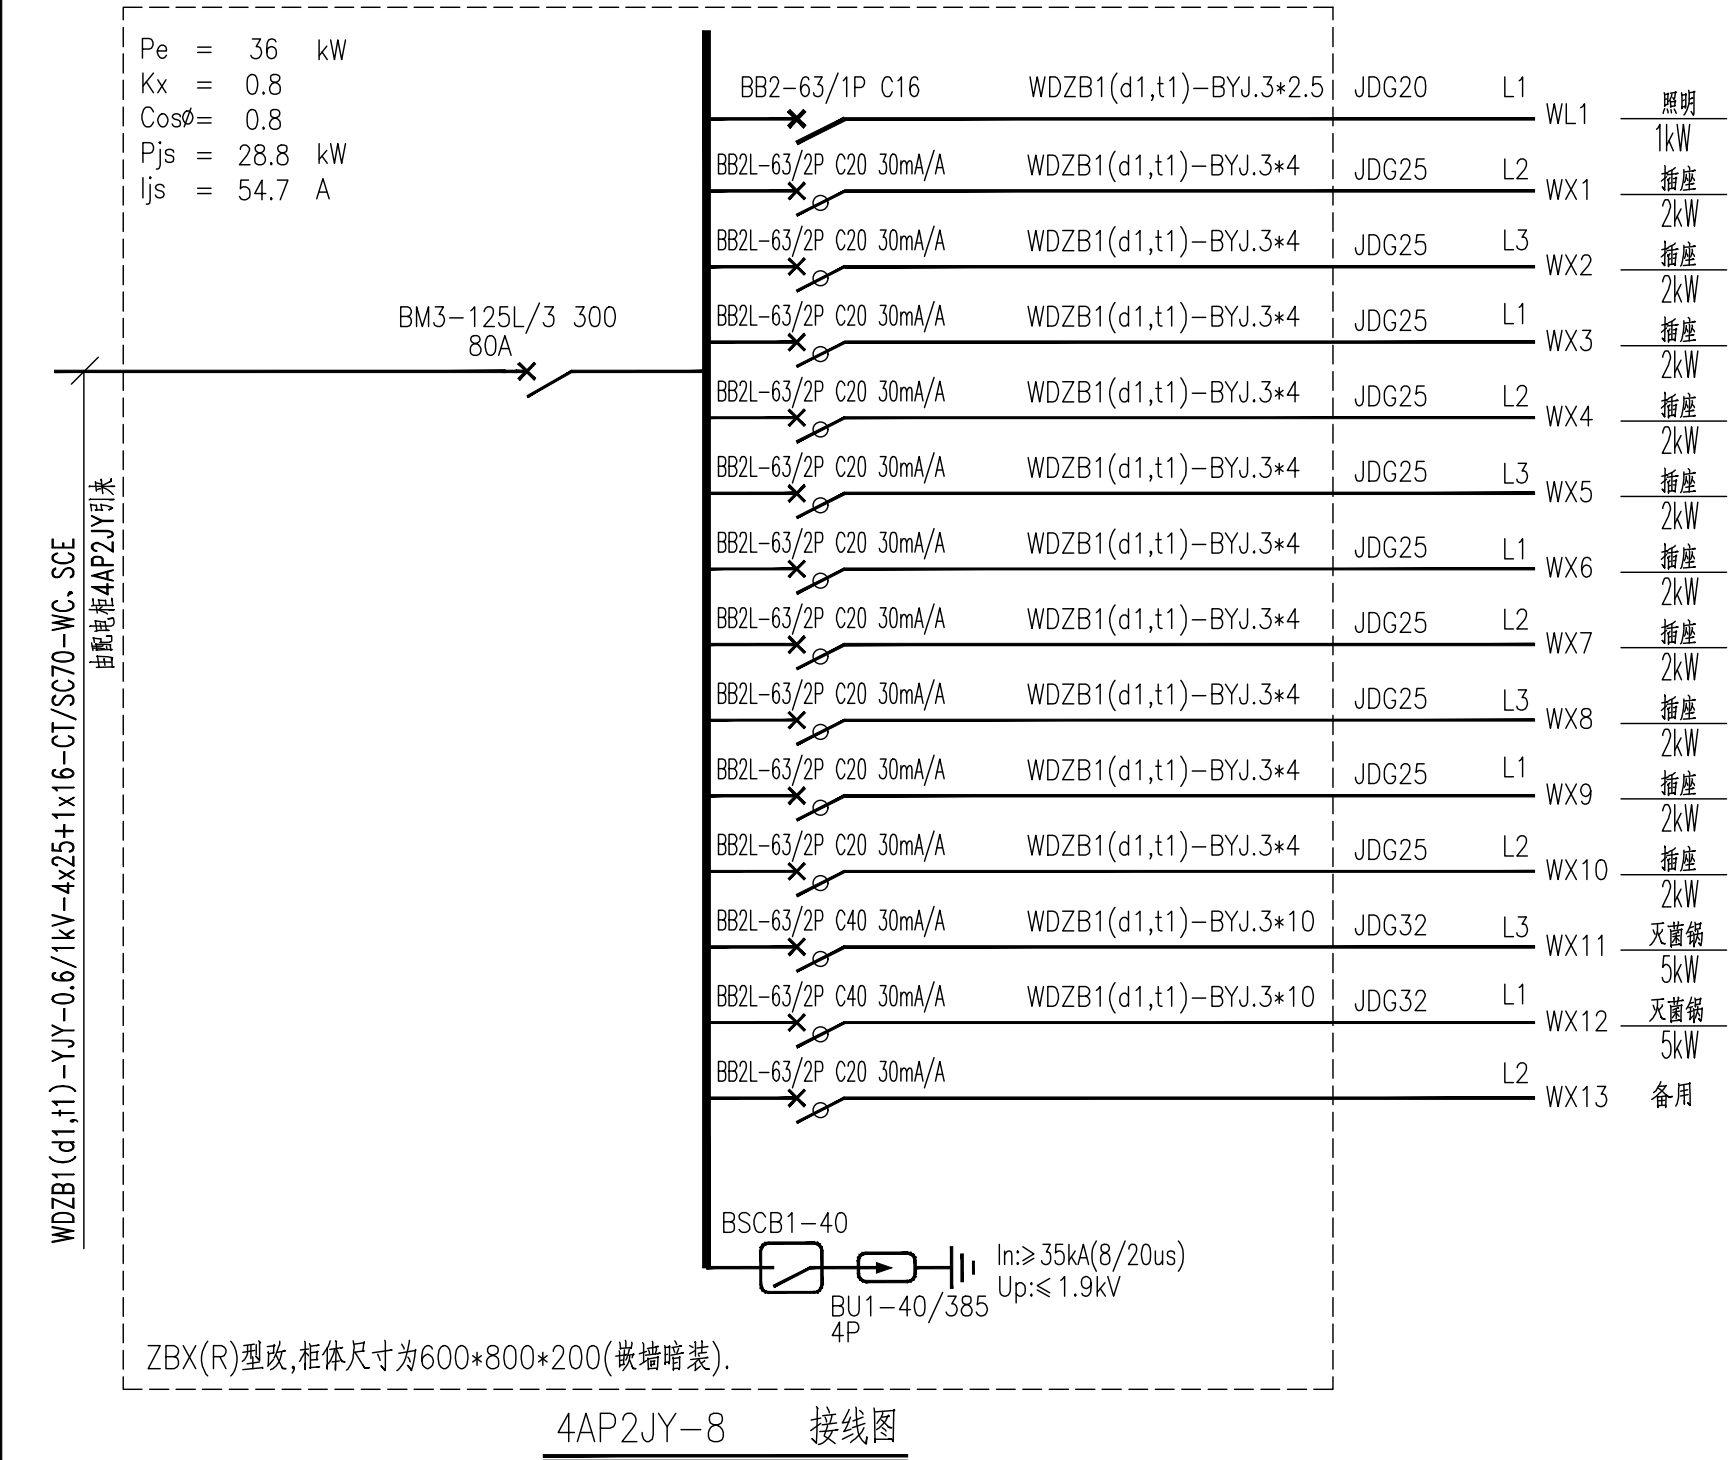 Pe = 36 kW
Kx = 0.8
Cosø= 0.8
Pjs = 28.8 kW
Ijs = 54.7 A
BM3-125L/3 300
80A
WDZB1(d1,t1)-YJY-0.6/1kV-4x25+1x16-CT/SC70-WC、SCE
由配电柜4AP2JY引来
BB2-63/1P C16 WDZB1(d1,t1)-BYJ.3*2.5 JDG20 L1 WL1 照明
1kW
BB2L-63/2P C20 30mA/A WDZB1(d1,t1)-BYJ.3*4 JDG25 L2 WX1 插座
2kW
BB2L-63/2P C20 30mA/A WDZB1(d1,t1)-BYJ.3*4 JDG25 L3 WX2 插座
2kW
BB2L-63/2P C20 30mA/A WDZB1(d1,t1)-BYJ.3*4 JDG25 L1 WX3 插座
2kW
BB2L-63/2P C20 30mA/A WDZB1(d1,t1)-BYJ.3*4 JDG25 L2 WX4 插座
2kW
BB2L-63/2P C20 30mA/A WDZB1(d1,t1)-BYJ.3*4 JDG25 L3 WX5 插座
2kW
BB2L-63/2P C20 30mA/A WDZB1(d1,t1)-BYJ.3*4 JDG25 L1 WX6 插座
2kW
BB2L-63/2P C20 30mA/A WDZB1(d1,t1)-BYJ.3*4 JDG25 L2 WX7 插座
2kW
BB2L-63/2P C20 30mA/A WDZB1(d1,t1)-BYJ.3*4 JDG25 L3 WX8 插座
2kW
BB2L-63/2P C20 30mA/A WDZB1(d1,t1)-BYJ.3*4 JDG25 L1 WX9 插座
2kW
BB2L-63/2P C20 30mA/A WDZB1(d1,t1)-BYJ.3*4 JDG25 L2 WX10 插座
2kW
BB2L-63/2P C40 30mA/A WDZB1(d1,t1)-BYJ.3*10 JDG32 L3 WX11 灭菌锅
5kW
BB2L-63/2P C40 30mA/A WDZB1(d1,t1)-BYJ.3*10 JDG32 L1 WX12 灭菌锅
5kW
BB2L-63/2P C20 30mA/A L2 WX13 备用
BSCB1-40
In:≥35kA(8/20us)
Up:≤1.9kV
BU1-40/385
4P
ZBX(R)型改,柜体尺寸为600*800*200(嵌墙暗装).
4AP2JY-8 接线图